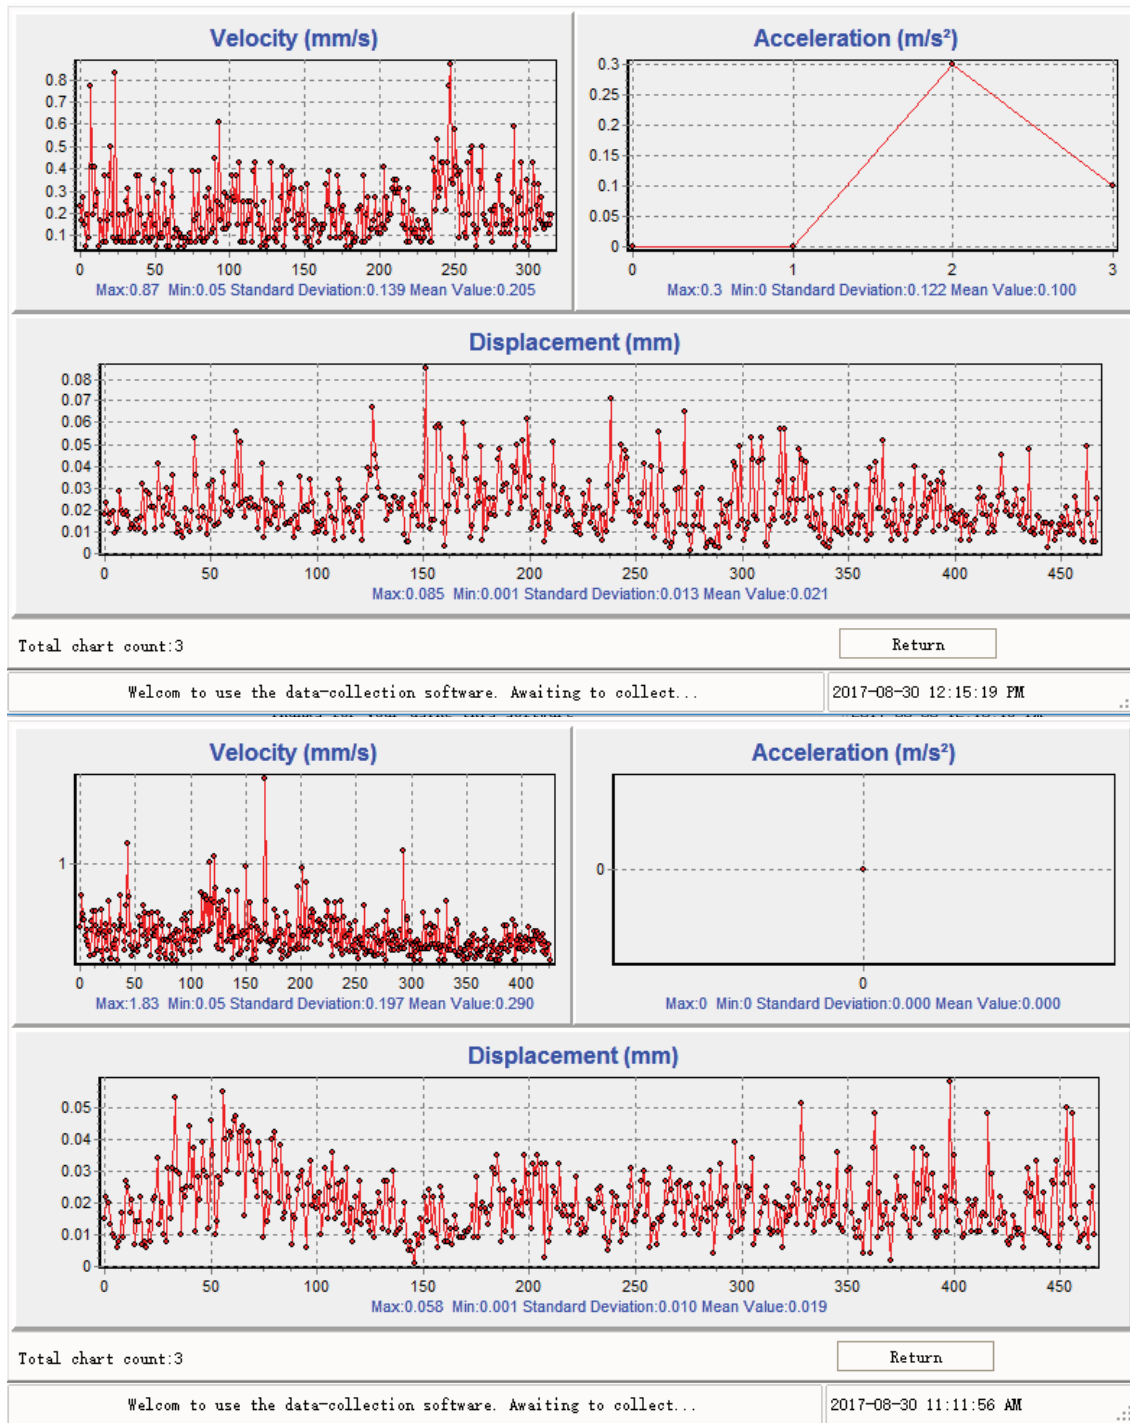 Velocity (mm/s)
0.8
0.7
0.6
0.5
0.4
0.3
0.2
0.1
0 50 100 150 200 250 300
Max:0.87 Min:0.05 Standard Deviation:0.139 Mean Value:0.205
Acceleration (m/s²)
0.3
0.25
0.2
0.15
0.1
0.05
0
0 1 2 3
Max:0.3 Min:0 Standard Deviation:0.122 Mean Value:0.100
Displacement (mm)
0.08
0.07
0.06
0.05
0.04
0.03
0.02
0.01
0
0 50 100 150 200 250 300 350 400 450
Max:0.085 Min:0.001 Standard Deviation:0.013 Mean Value:0.021
Total chart count:3
Return
Welcom to use the data-collection software. Awaiting to collect...
2017-08-30 12:15:19 PM
Velocity (mm/s)
1
0 50 100 150 200 250 300 350 400
Max:1.83 Min:0.05 Standard Deviation:0.197 Mean Value:0.290
Acceleration (m/s²)
0
0
Max:0 Min:0 Standard Deviation:0.000 Mean Value:0.000
Displacement (mm)
0.05
0.04
0.03
0.02
0.01
0
0 50 100 150 200 250 300 350 400 450
Max:0.058 Min:0.001 Standard Deviation:0.010 Mean Value:0.019
Total chart count:3
Return
Welcom to use the data-collection software. Awaiting to collect...
2017-08-30 11:11:56 AM